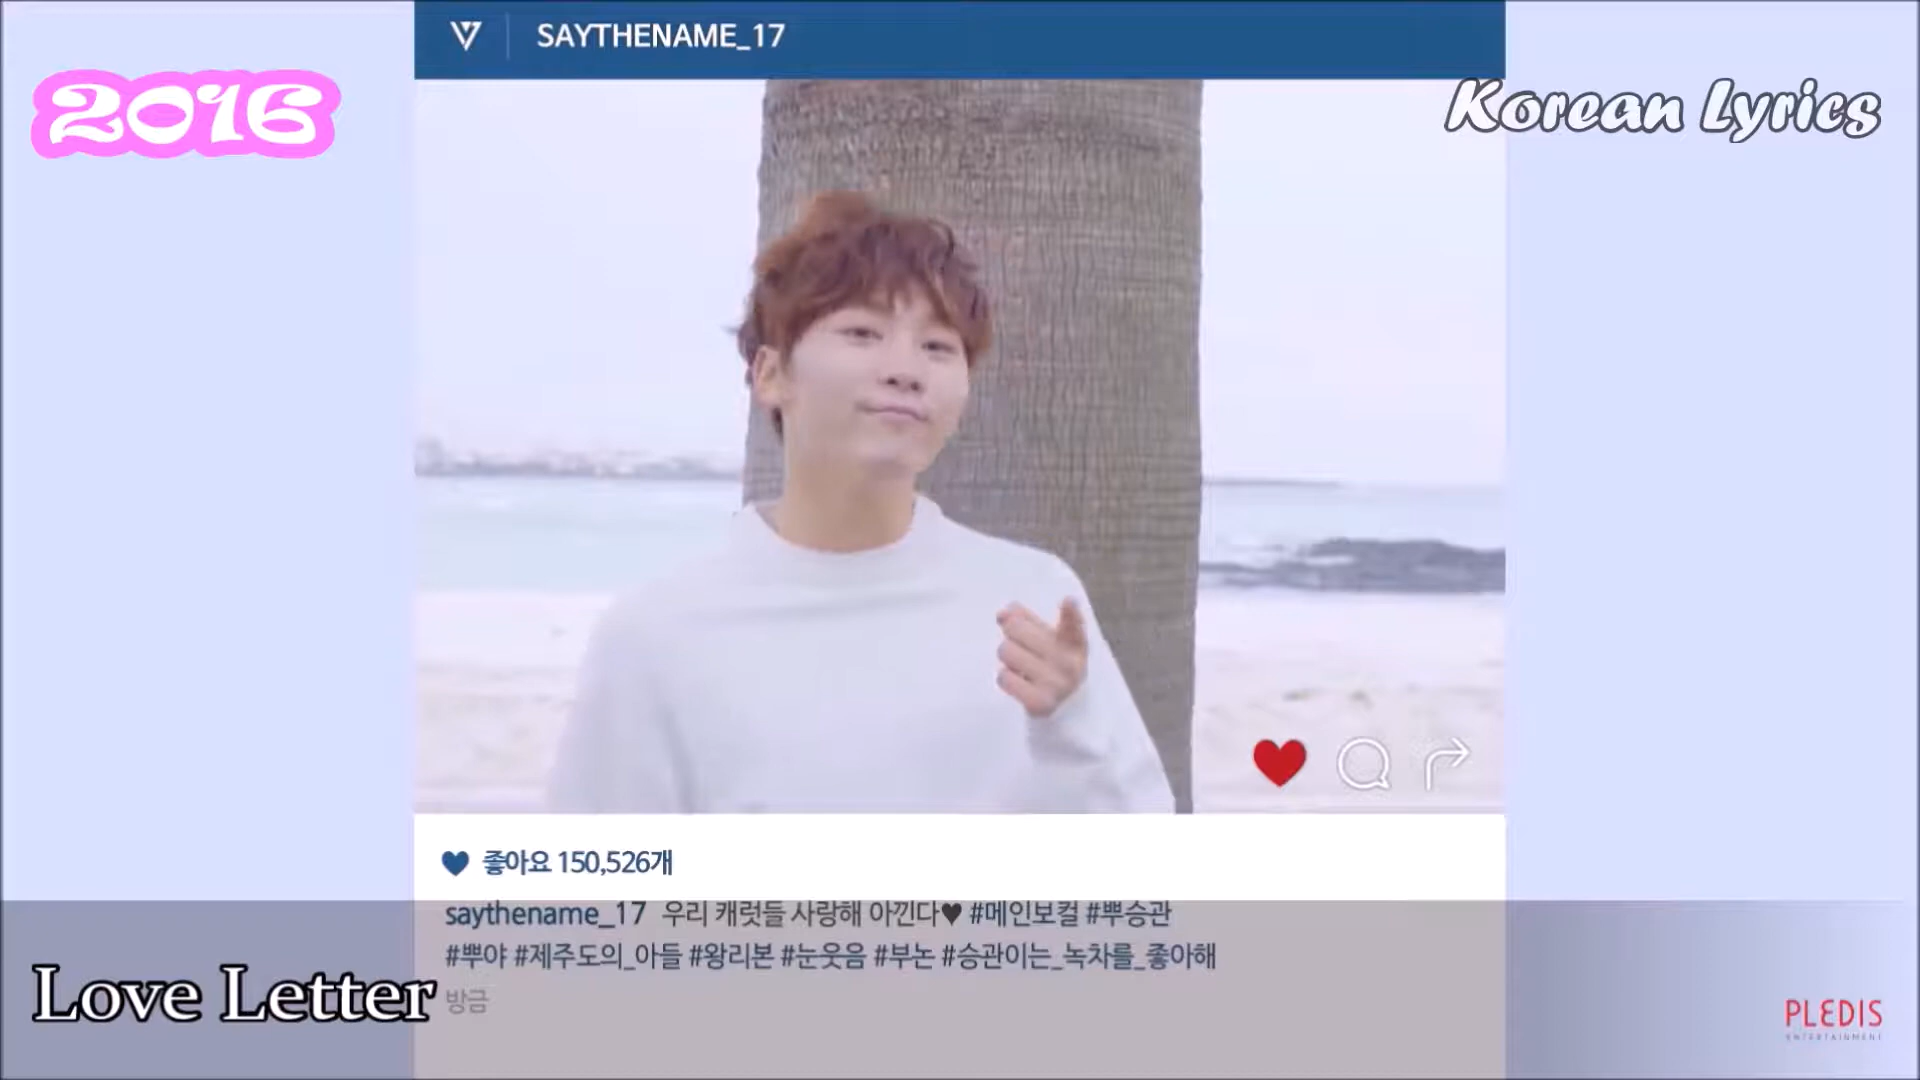 SAYTHENAME_17
2016
Korean Lyrics
좋아요 150,526개
saythename_17 우리 캐럿들 사랑해 아낀다♥ #메인보컬 #뿌승관
#뿌야 #제주도의_아들 #왕리본 #눈웃음 #부논 #승관이는_녹차를_좋아해
방금
Love Letter
PLEDIS
ENTERTAINMENT